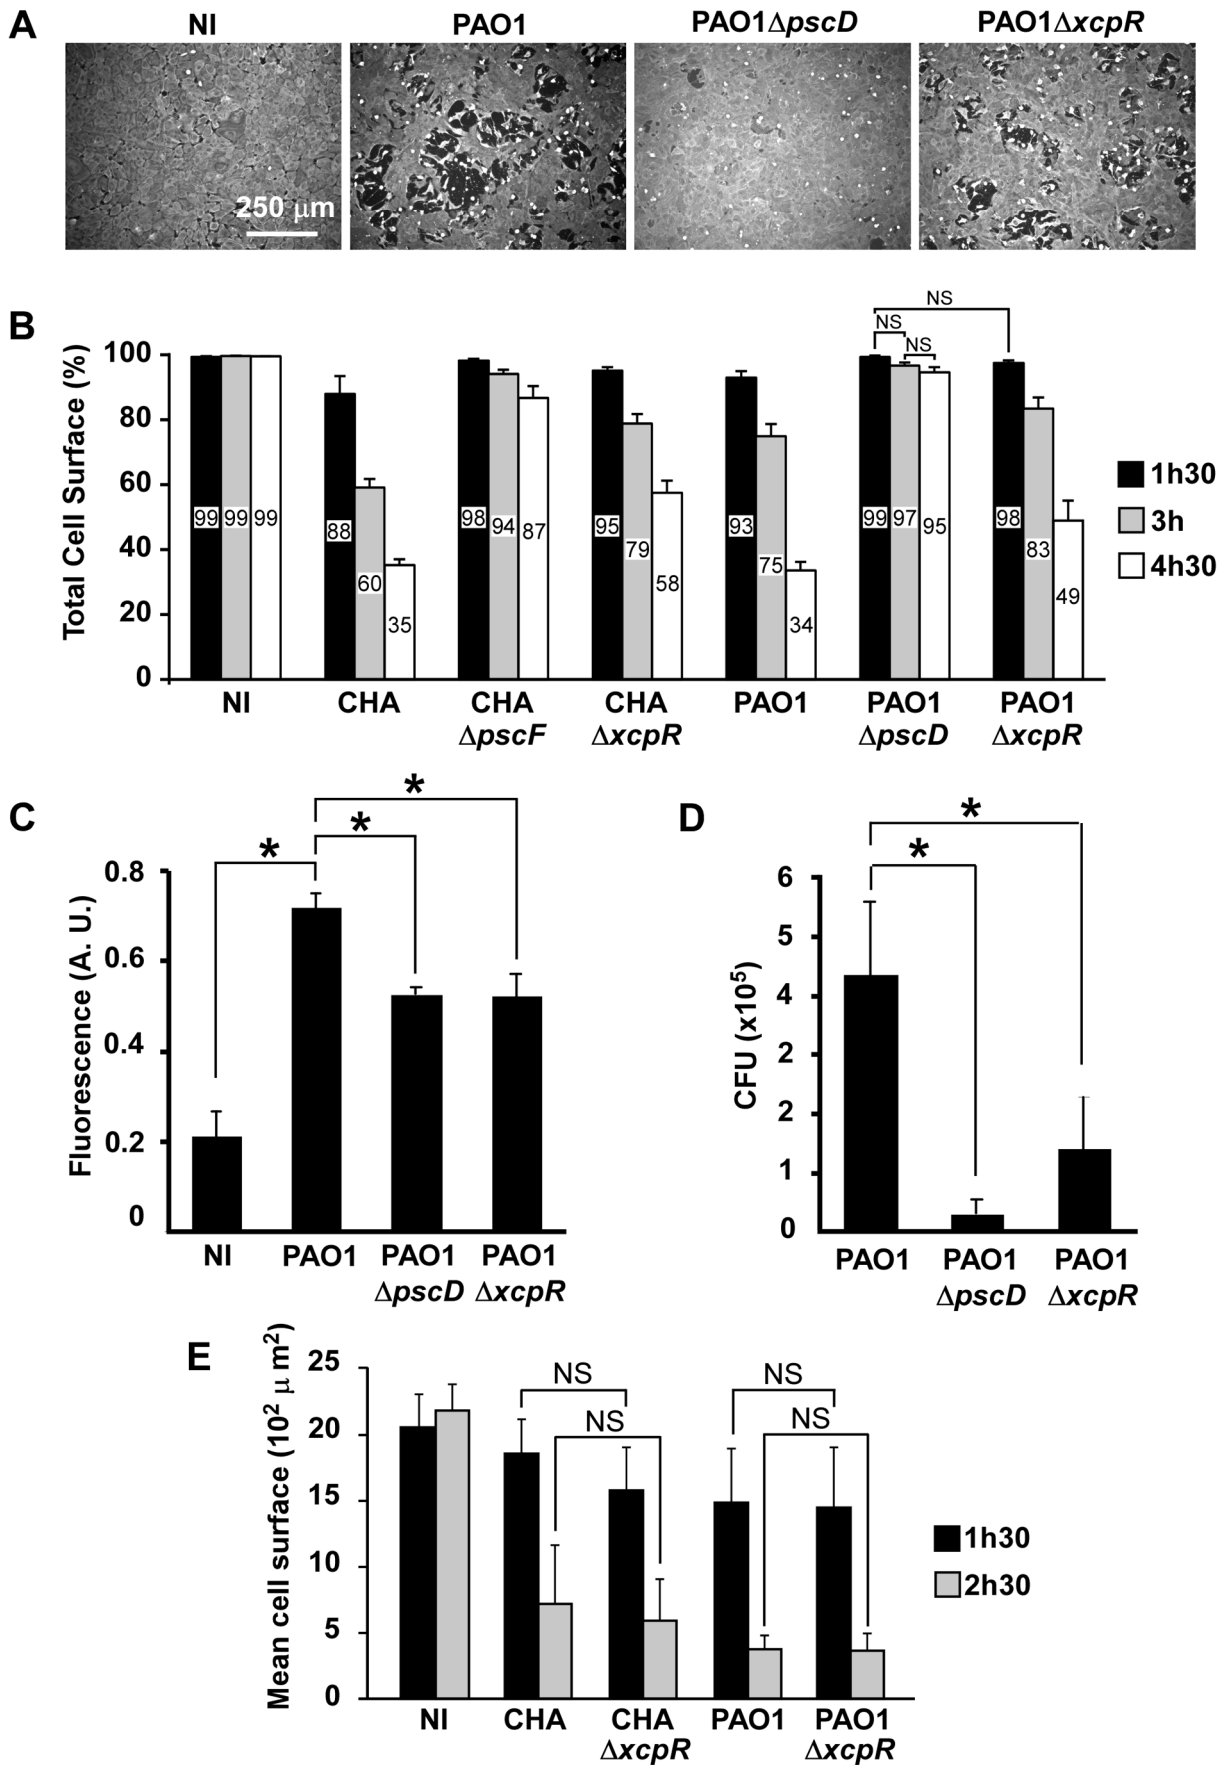 A
NI
PAO1
PAO1ΔpscD
PAO1ΔxcpR
250 μm
B
Total Cell Surface (%)
100
80
60
40
20
0
NS
NS
NS
99 99 99
88 60 35
98 94 87
95 79 58
93 75 34
99 97 95
98 83 49
1h30
3h
4h30
NI
CHA
CHA
ΔpscF
CHA
ΔxcpR
PAO1
PAO1
ΔpscD
PAO1
ΔxcpR
C
Fluorescence (A. U.)
0.8
0.6
0.4
0.2
0
*
*
*
NI
PAO1
PAO1
ΔpscD
PAO1
ΔxcpR
D
CFU (x10⁵)
6
5
4
2
2
1
0
*
*
PAO1
PAO1
ΔpscD
PAO1
ΔxcpR
E
Mean cell surface (10² μ m²)
25
20
15
10
5
0
NS
NS
NS
NS
1h30
2h30
NI
CHA
CHA
ΔxcpR
PAO1
PAO1
ΔxcpR